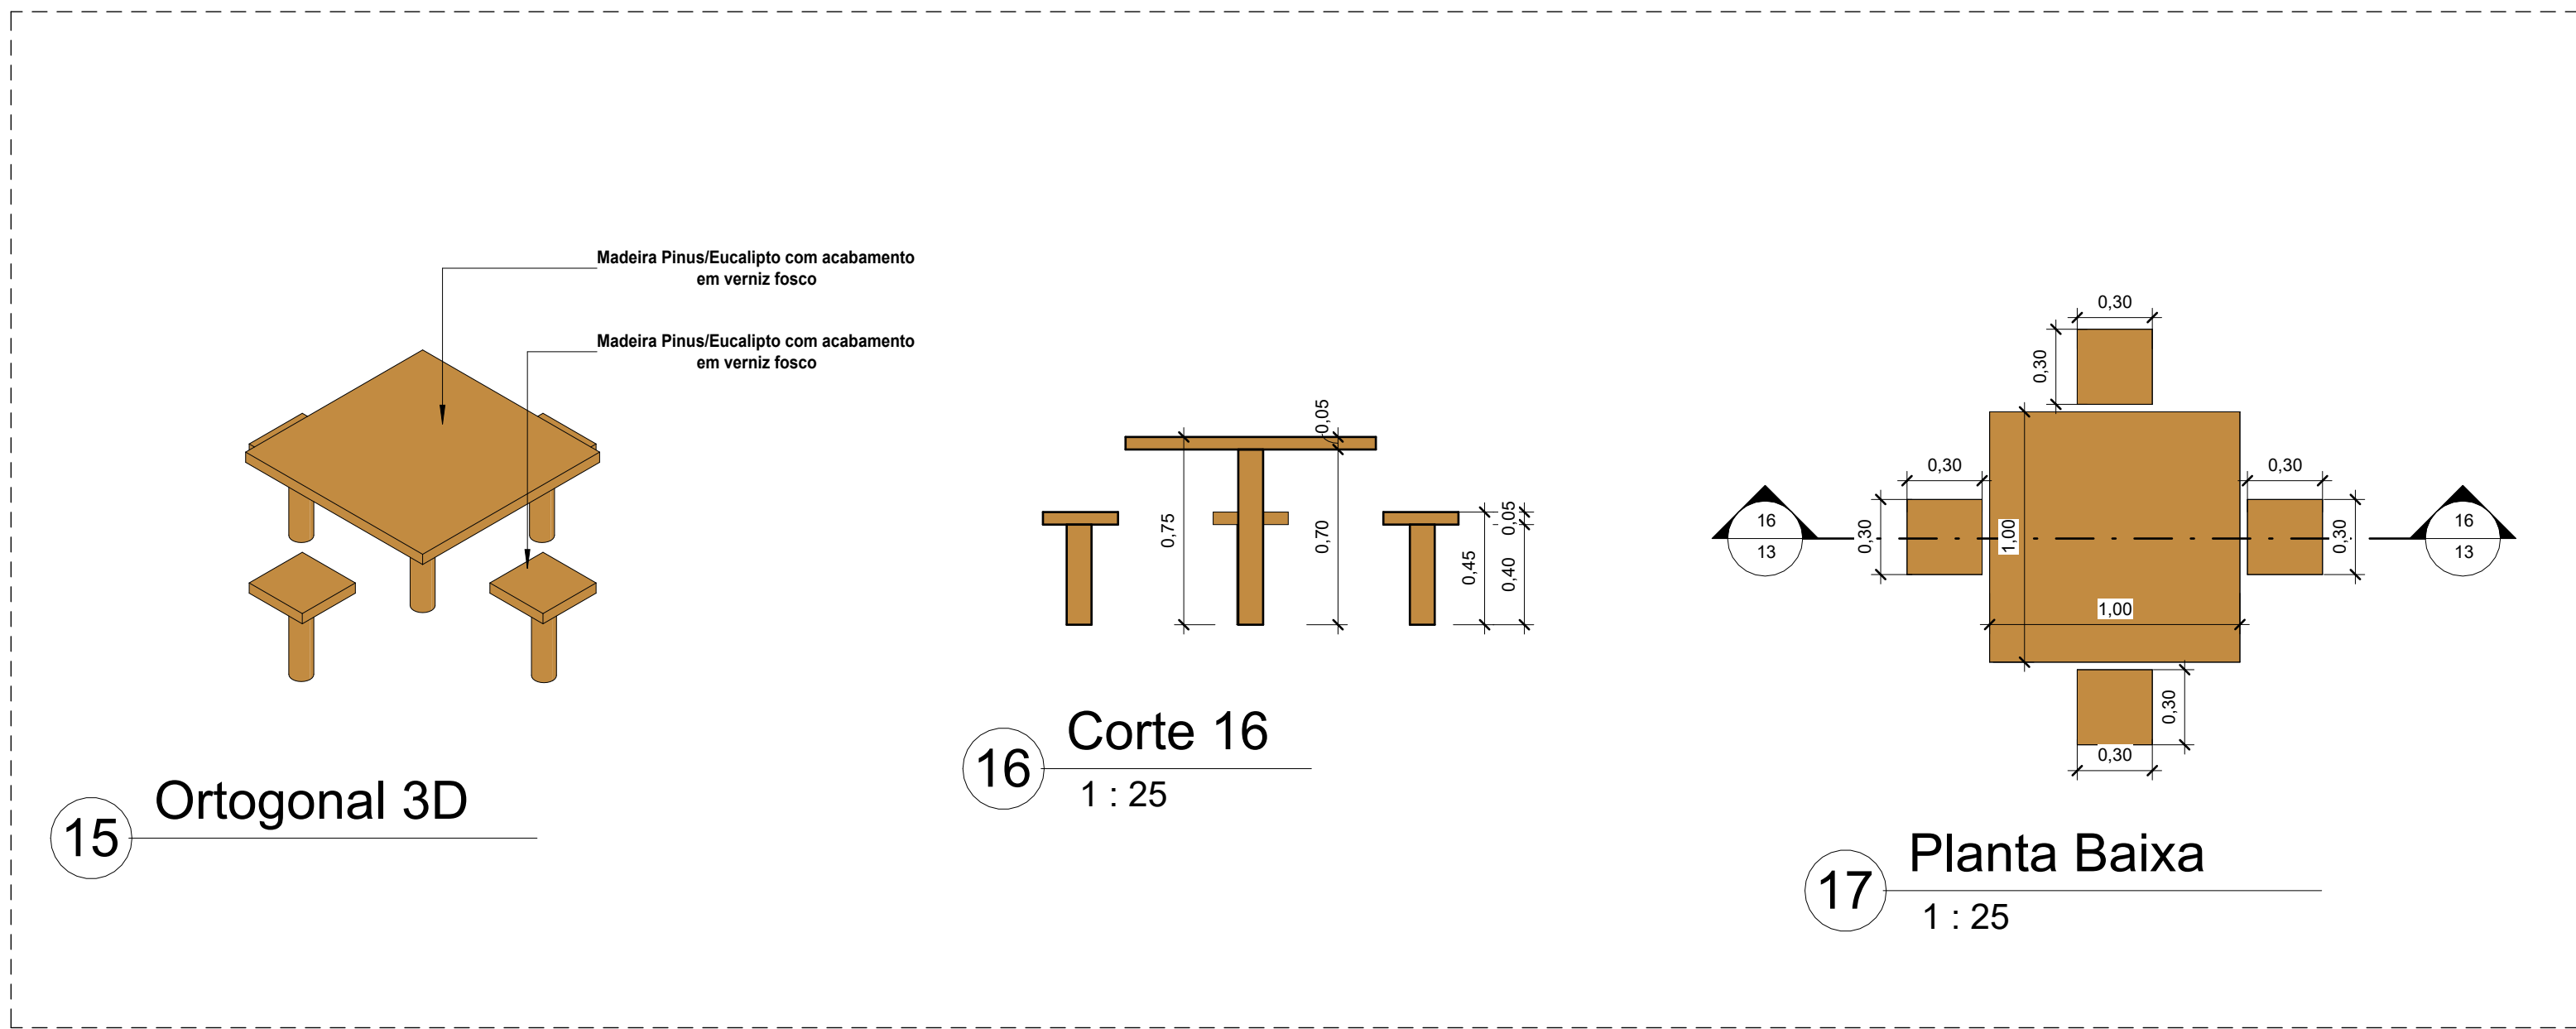 Madeira Pinus/Eucalipto com acabamento
em verniz fosco
Madeira Pinus/Eucalipto com acabamento
em verniz fosco
15
Ortogonal 3D
0,75
0,05
0,70
0,45
0,05
0,40
16
Corte 16
1 : 25
0,30
0,30
0,30
0,30
0,30
0,30
1,00
1,00
0,30
0,30
16
13
16
13
17
Planta Baixa
1 : 25